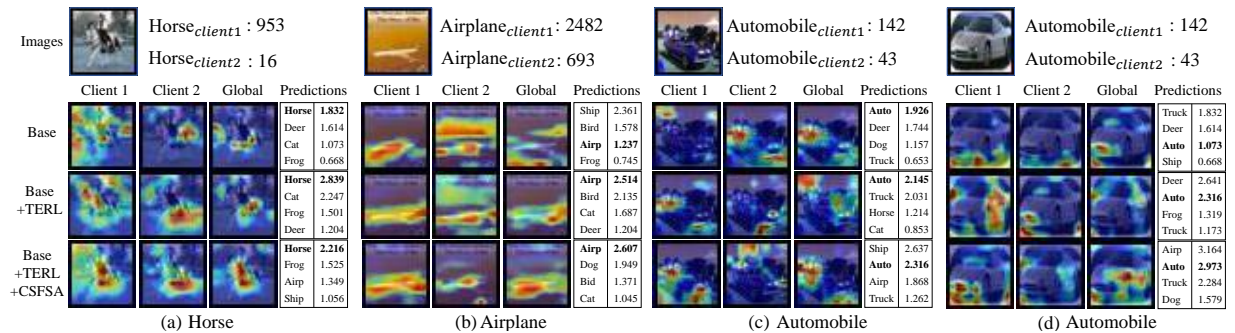 Images
Horse_client1 : 953
Horse_client2 : 16
Airplane_client1 : 2482
Airplane_client2 : 693
Automobile_client1 : 142
Automobile_client2 : 43
Automobile_client1 : 142
Automobile_client2 : 43
Client 1 Client 2 Global Predictions
Client 1 Client 2 Global Predictions
Client 1 Client 2 Global Predictions
Client 1 Client 2 Global Predictions
Base
Horse 1.832
Deer 1.614
Cat 1.073
Frog 0.668
Ship 2.361
Bird 1.578
Airp 1.237
Frog 0.745
Auto 1.926
Deer 1.744
Dog 1.157
Truck 0.653
Truck 1.832
Deer 1.614
Auto 1.073
Ship 0.668
Base
+TERL
Horse 2.839
Cat 2.247
Frog 1.501
Deer 1.204
Airp 2.514
Bird 2.135
Cat 1.687
Deer 1.204
Auto 2.145
Truck 2.031
Horse 1.214
Cat 0.853
Deer 2.641
Auto 2.316
Frog 1.319
Truck 1.173
Base
+TERL
+CSFSA
Horse 2.216
Frog 1.525
Airp 1.349
Ship 1.056
Airp 2.607
Dog 1.949
Bid 1.371
Cat 1.045
Ship 2.637
Auto 2.316
Airp 1.868
Truck 1.262
Airp 3.164
Auto 2.973
Truck 2.284
Dog 1.579
(a) Horse
(b) Airplane
(c) Automobile
(d) Automobile